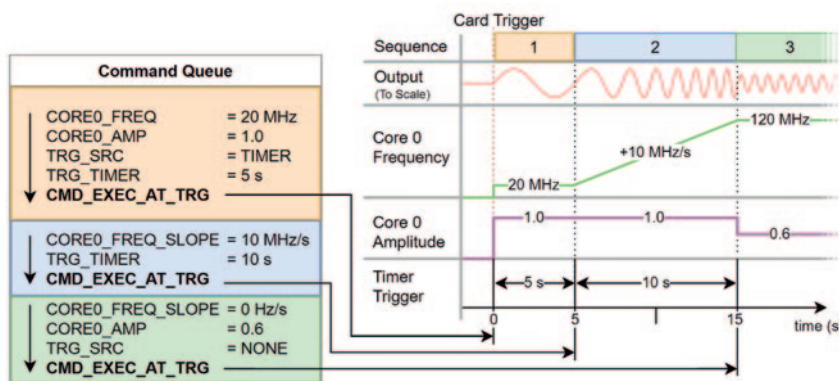 Command Queue
CORE0_FREQ = 20 MHz
CORE0_AMP = 1.0
TRG_SRC = TIMER
TRG_TIMER = 5 s
CMD_EXEC_AT_TRG
CORE0_FREQ_SLOPE = 10 MHz/s
TRG_TIMER = 10 s
CMD_EXEC_AT_TRG
CORE0_FREQ_SLOPE = 0 Hz/s
CORE0_AMP = 0.6
TRG_SRC = NONE
CMD_EXEC_AT_TRG
Card Trigger
Sequence 1 2 3
Output
(To Scale)
Core 0
Frequency
20 MHz
+10 MHz/s
120 MHz
Core 0
Amplitude
1.0 1.0 0.6
Timer
Trigger
5 s 10 s
0 5 15 time (s